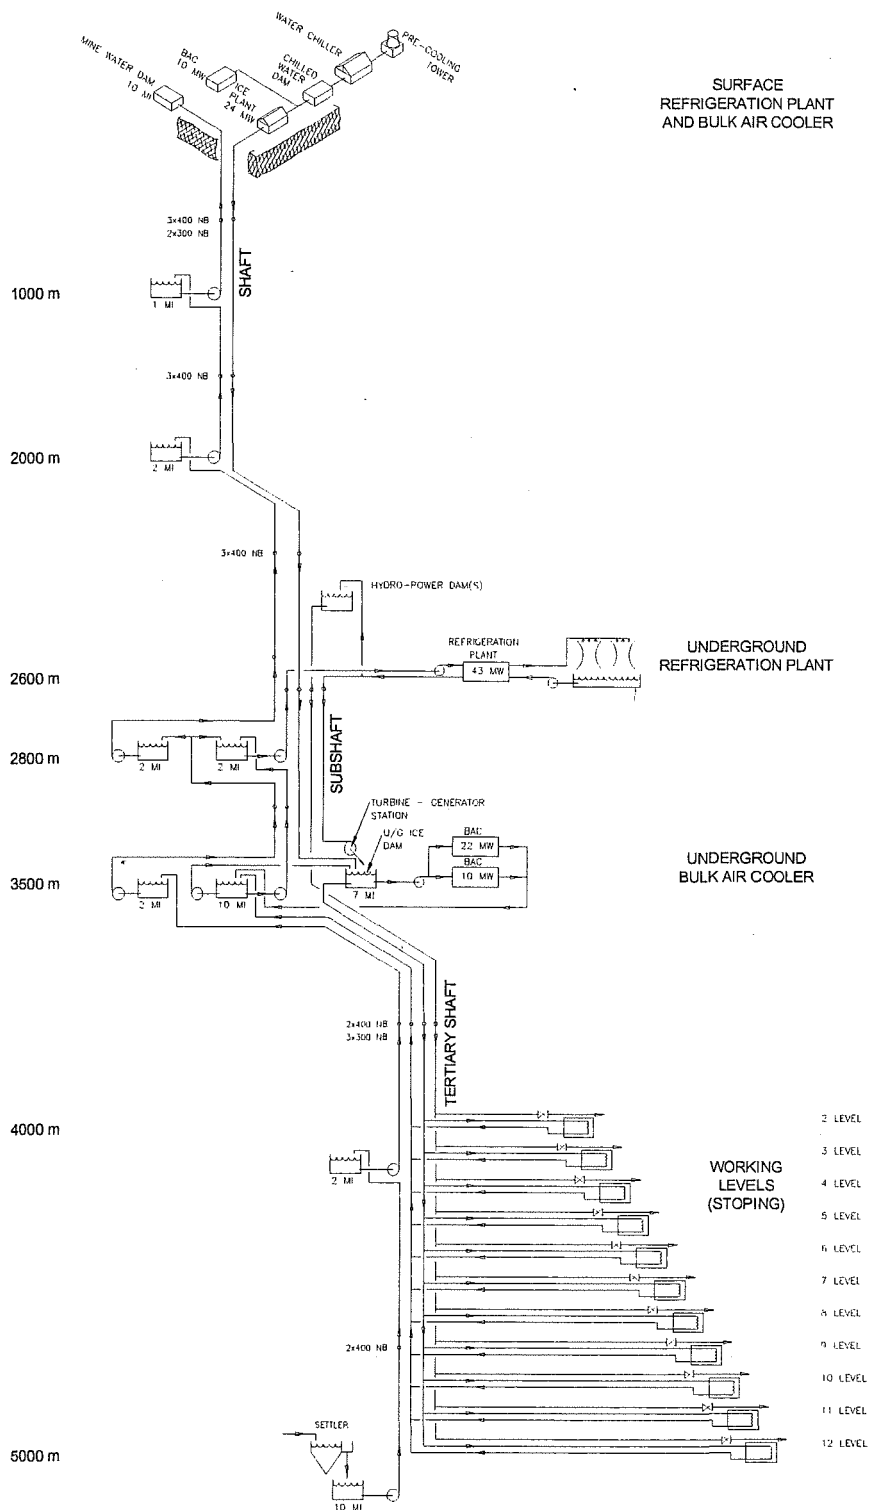 WATER CHILLER
PRE-COOLING
TOWER
CHILLED
WATER
DAM
BAC
10 MW
ICE
PLANT
24 MW
MINE WATER DAM
10 Ml
SURFACE
REFRIGERATION PLANT
AND BULK AIR COOLER
3x400 NB
2x300 NB
SHAFT
1000 m
1 Ml
3x400 NB
2000 m
2 Ml
3x400 NB
HYDRO-POWER DAM(S)
REFRIGERATION
PLANT
43 MW
UNDERGROUND
REFRIGERATION PLANT
2600 m
SUBSHAFT
2800 m
2 Ml
2 Ml
TURBINE - GENERATOR
STATION
U/G ICE
DAM
BAC
22 MW
BAC
10 MW
UNDERGROUND
BULK AIR COOLER
3500 m
2 Ml
10 Ml
7 Ml
TERTIARY SHAFT
2x400 NB
3x300 NB
4000 m
2 Ml
2 LEVEL
3 LEVEL
WORKING
LEVELS
(STOPING)
4 LEVEL
5 LEVEL
6 LEVEL
7 LEVEL
8 LEVEL
9 LEVEL
2x400 NB
10 LEVEL
11 LEVEL
12 LEVEL
SETTLER
5000 m
10 Ml